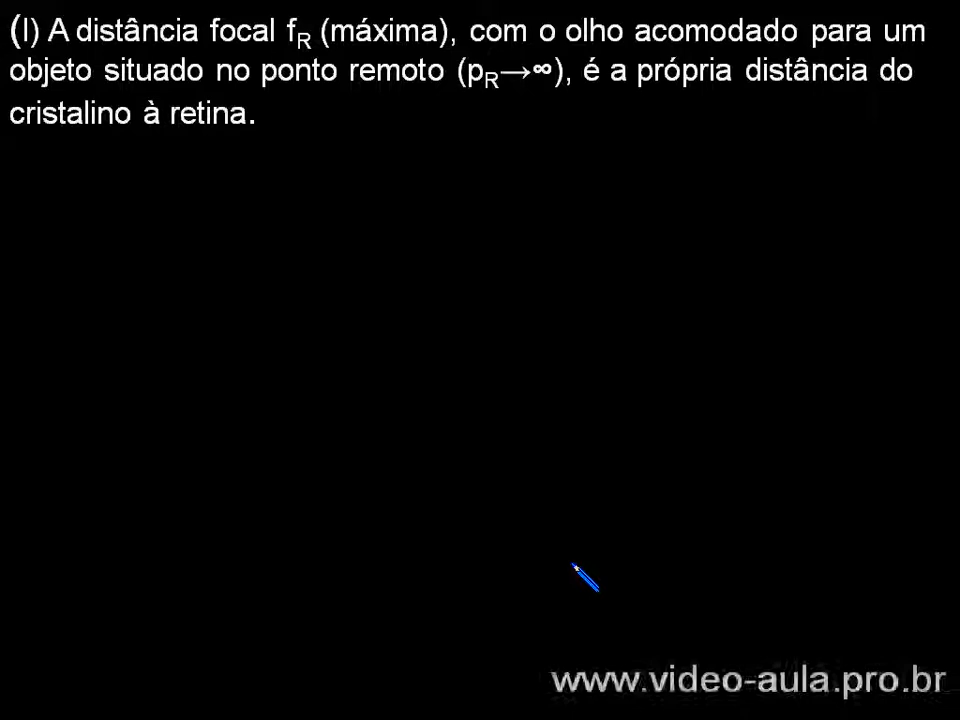 (I) A distância focal fR (máxima), com o olho acomodado para um
objeto situado no ponto remoto (pR→∞), é a própria distância do
cristalino à retina.
www.video-aula.pro.br